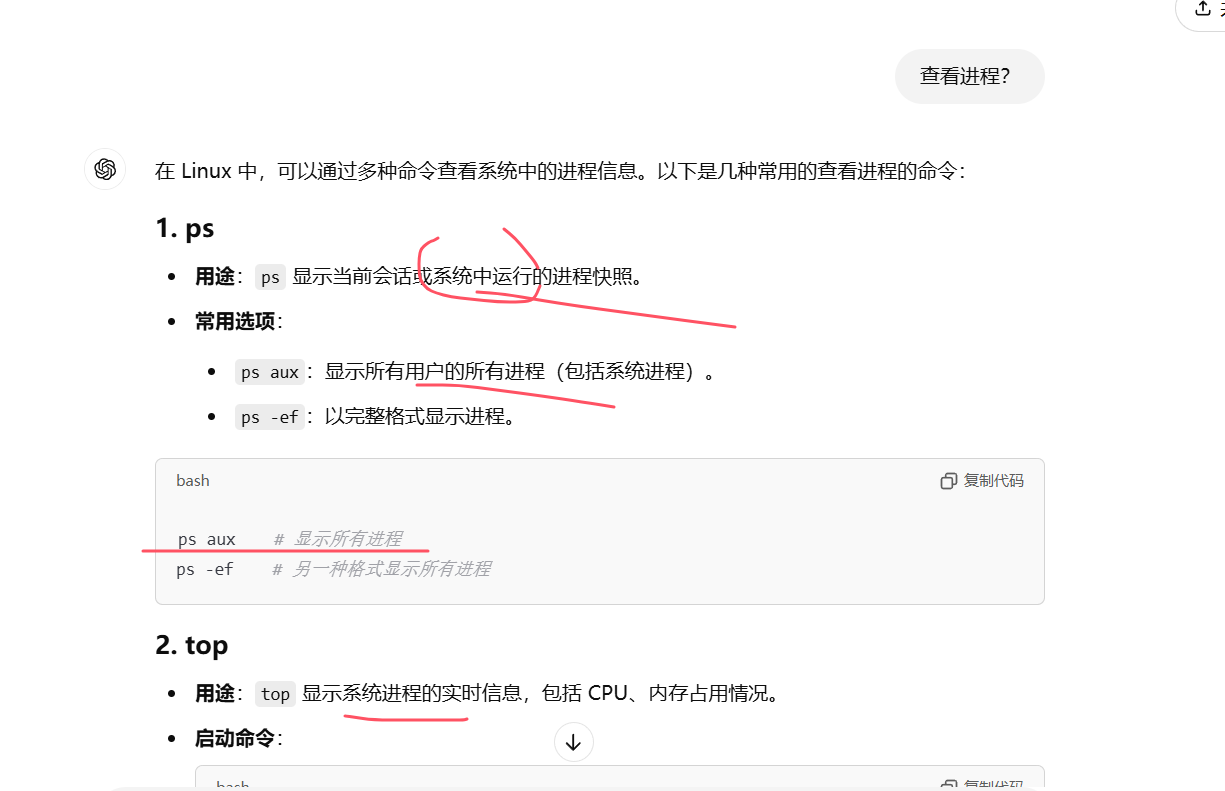 查看进程？
在 Linux 中，可以通过多种命令查看系统中的进程信息。以下是几种常用的查看进程的命令：
1. ps
用途： ps 显示当前会话或系统中运行的进程快照。
常用选项：
ps aux：显示所有用户的所有进程（包括系统进程）。
ps -ef：以完整格式显示进程。
bash 复制代码
ps aux    # 显示所有进程
ps -ef    # 另一种格式显示所有进程
2. top
用途： top 显示系统进程的实时信息，包括 CPU、内存占用情况。
启动命令：
bash 复制代码